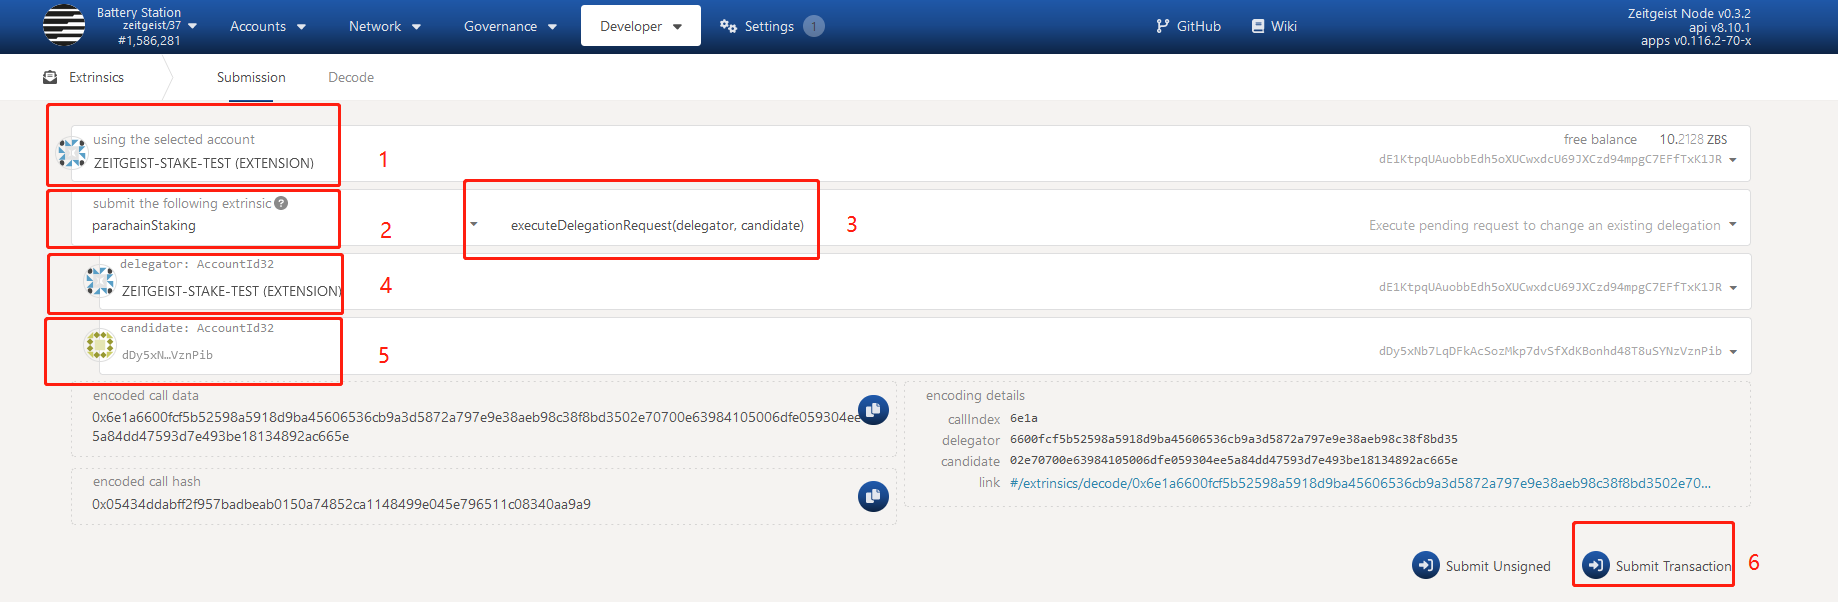 Battery Station
zeitgeist/37
#1,586,281
Accounts
Network
Governance
Developer
Settings
1
GitHub
Wiki
Zeitgeist Node v0.3.2
api v8.10.1
apps v0.116.2-70-x
Extrinsics
Submission
Decode
using the selected account
ZEITGEIST-STAKE-TEST (EXTENSION)
1
free balance 10.2128 ZBS
dE1KtpqUAuobbEdh5oXUCwxdcU69JXCzd94mpgC7EFfTxK1JR
submit the following extrinsic ?
parachainStaking
2
executeDelegationRequest(delegator, candidate)
3
Execute pending request to change an existing delegation
delegator: AccountId32
ZEITGEIST-STAKE-TEST (EXTENSION)
4
dE1KtpqUAuobbEdh5oXUCwxdcU69JXCzd94mpgC7EFfTxK1JR
candidate: AccountId32
dDy5xN…VznPib
5
dDy5xNb7LqDFkAcSozMkp7dvSfXdKBonhd48T8uSYNzVznPib
encoded call data
0x6e1a6600fcf5b52598a5918d9ba45606536cb9a3d5872a797e9e38aeb98c38f8bd3502e70700e63984105006dfe059304ee
5a84dd47593d7e493be18134892ac665e
encoded call hash
0x05434ddabff2f957badbeab0150a74852ca1148499e045e796511c08340aa9a9
encoding details
callIndex 6e1a
delegator 6600fcf5b52598a5918d9ba45606536cb9a3d5872a797e9e38aeb98c38f8bd35
candidate 02e70700e63984105006dfe059304ee5a84dd47593d7e493be18134892ac665e
link #/extrinsics/decode/0x6e1a6600fcf5b52598a5918d9ba45606536cb9a3d5872a797e9e38aeb98c38f8bd3502e70...
Submit Unsigned
Submit Transaction
6